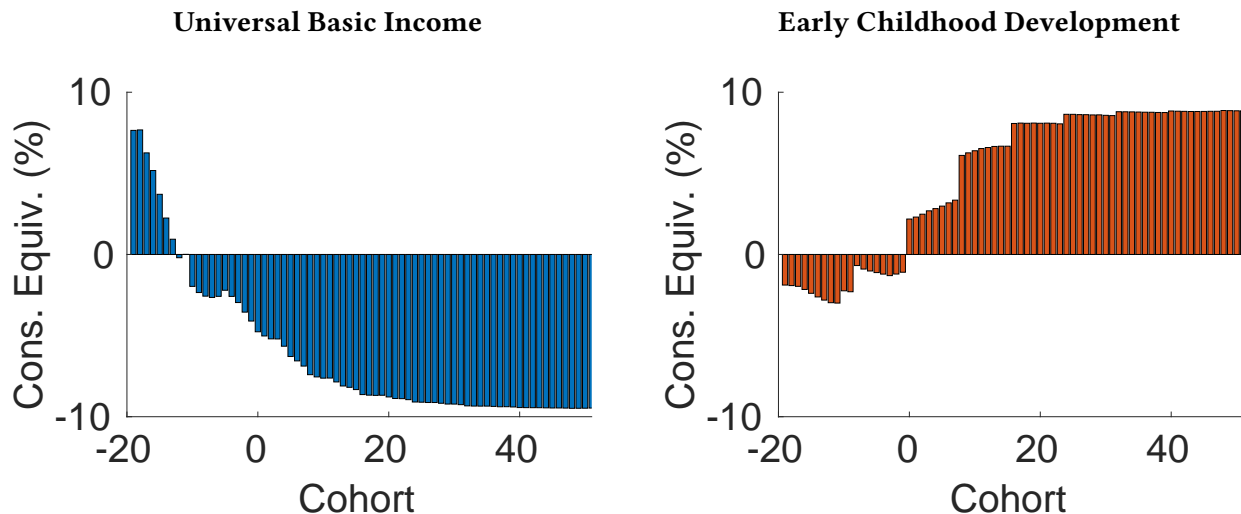 Universal Basic Income
10
0
-10
Cons. Equiv. (%)
-20 0 20 40
Cohort
Early Childhood Development
10
0
-10
Cons. Equiv. (%)
-20 0 20 40
Cohort